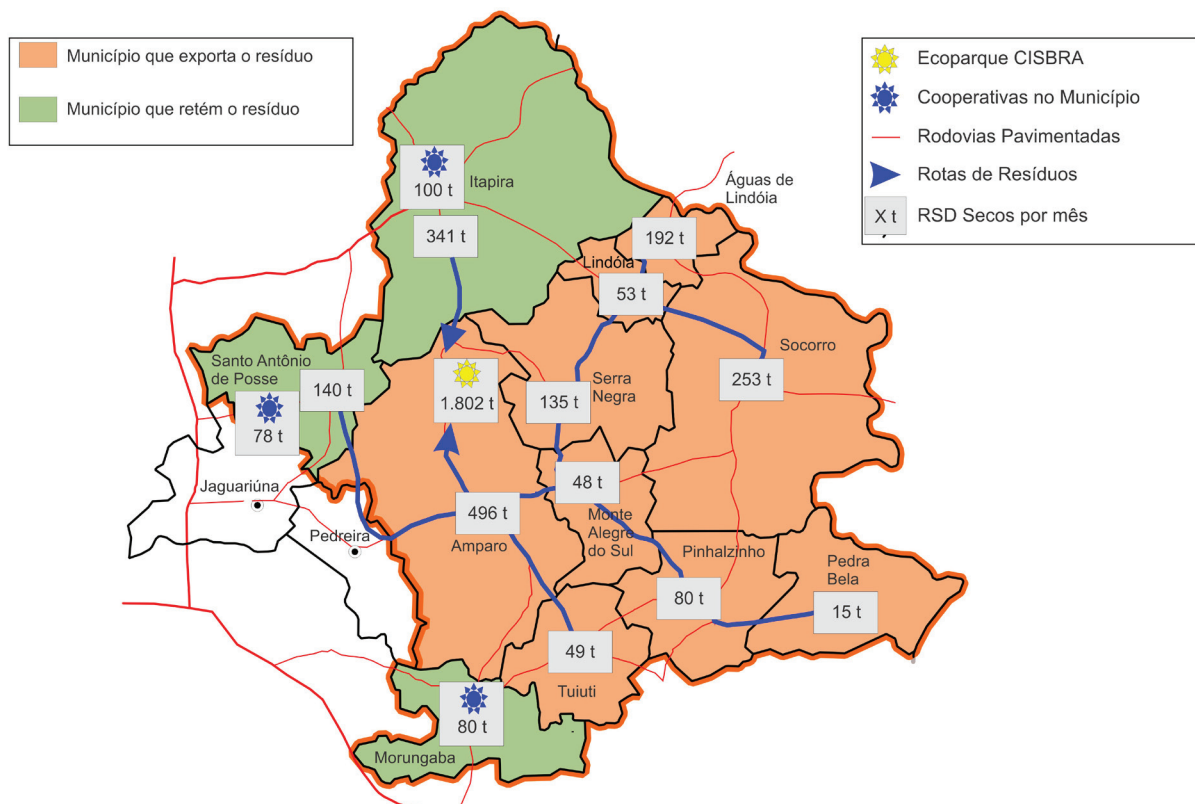 Município que exporta o resíduo
Município que retém o resíduo
Ecoparque CISBRA
Cooperativas no Município
Rodovias Pavimentadas
Rotas de Resíduos
X t
RSD Secos por mês
100 t
Itapira
341 t
Águas de
Lindóia
192 t
Lindóia
53 t
Socorro
253 t
Santo Antônio
de Posse
140 t
78 t
1.802 t
135 t
Serra
Negra
Jaguariúna
Pedreira
496 t
Amparo
48 t
Monte
Alegre
do Sul
Pinhalzinho
80 t
Pedra
Bela
15 t
49 t
Tuiuti
80 t
Morungaba